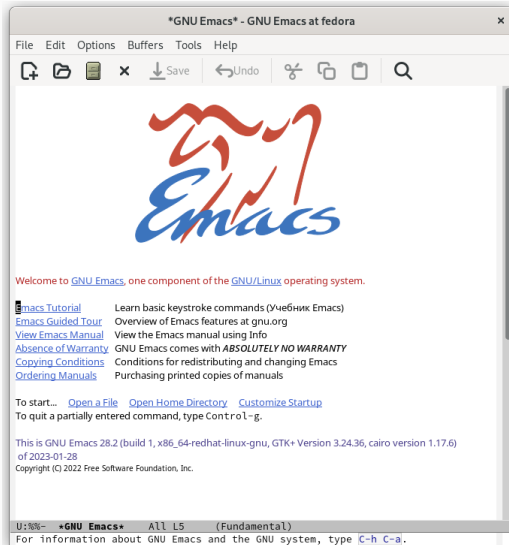 *GNU Emacs* - GNU Emacs at fedora ×
File Edit Options Buffers Tools Help
Save Undo
Emacs
Welcome to GNU Emacs, one component of the GNU/Linux operating system.
Emacs Tutorial Learn basic keystroke commands (Учебник Emacs)
Emacs Guided Tour Overview of Emacs features at gnu.org
View Emacs Manual View the Emacs manual using Info
Absence of Warranty GNU Emacs comes with ABSOLUTELY NO WARRANTY
Copying Conditions Conditions for redistributing and changing Emacs
Ordering Manuals Purchasing printed copies of manuals
To start... Open a File Open Home Directory Customize Startup
To quit a partially entered command, type Control-g.
This is GNU Emacs 28.2 (build 1, x86_64-redhat-linux-gnu, GTK+ Version 3.24.36, cairo version 1.17.6)
of 2023-01-28
Copyright (C) 2022 Free Software Foundation, Inc.
U:%%- *GNU Emacs* All L5 (Fundamental)
For information about GNU Emacs and the GNU system, type C-h C-a.